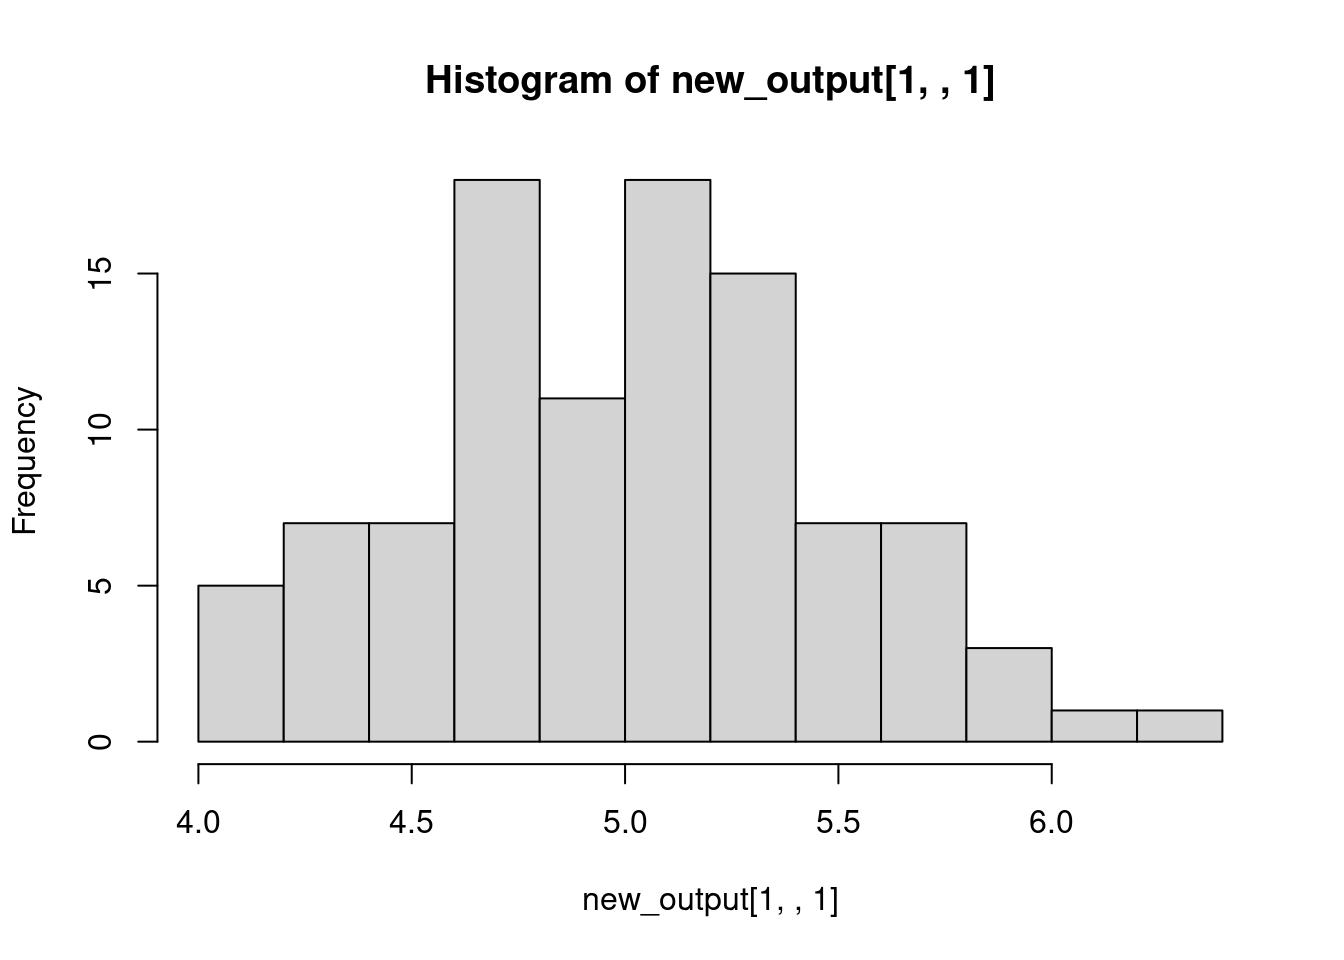 Histogram of new_output[1, , 1]
Frequency
15
10
5
0
4.0 4.5 5.0 5.5 6.0
new_output[1, , 1]